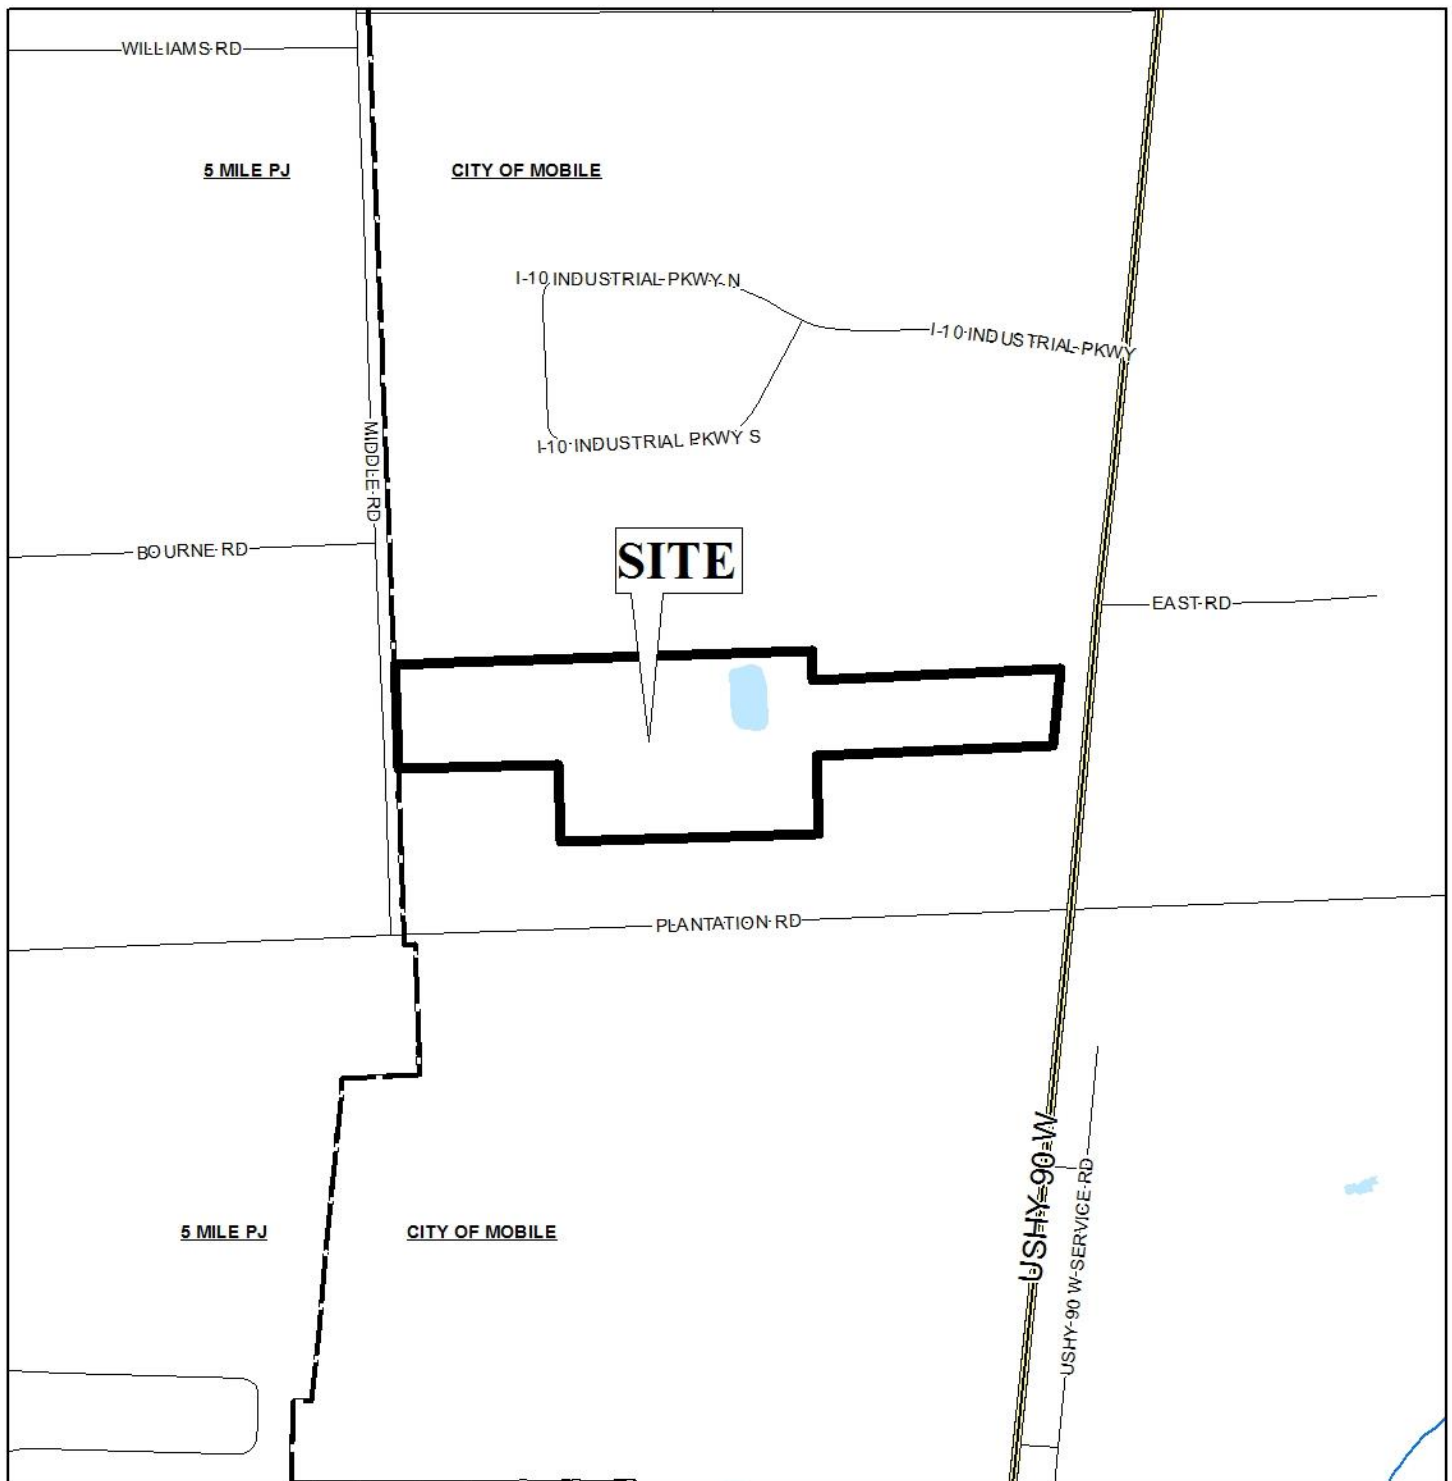 WILLIAMS RD
5 MILE PJ
CITY OF MOBILE
I-10 INDUSTRIAL PKWY N
I-10 INDUSTRIAL PKWY
I-10 INDUSTRIAL PKWY S
MIDDLE RD
BOURNE RD
SITE
EAST RD
PLANTATION RD
USHY 90 W
USHY 90 W SERVICE RD
5 MILE PJ
CITY OF MOBILE